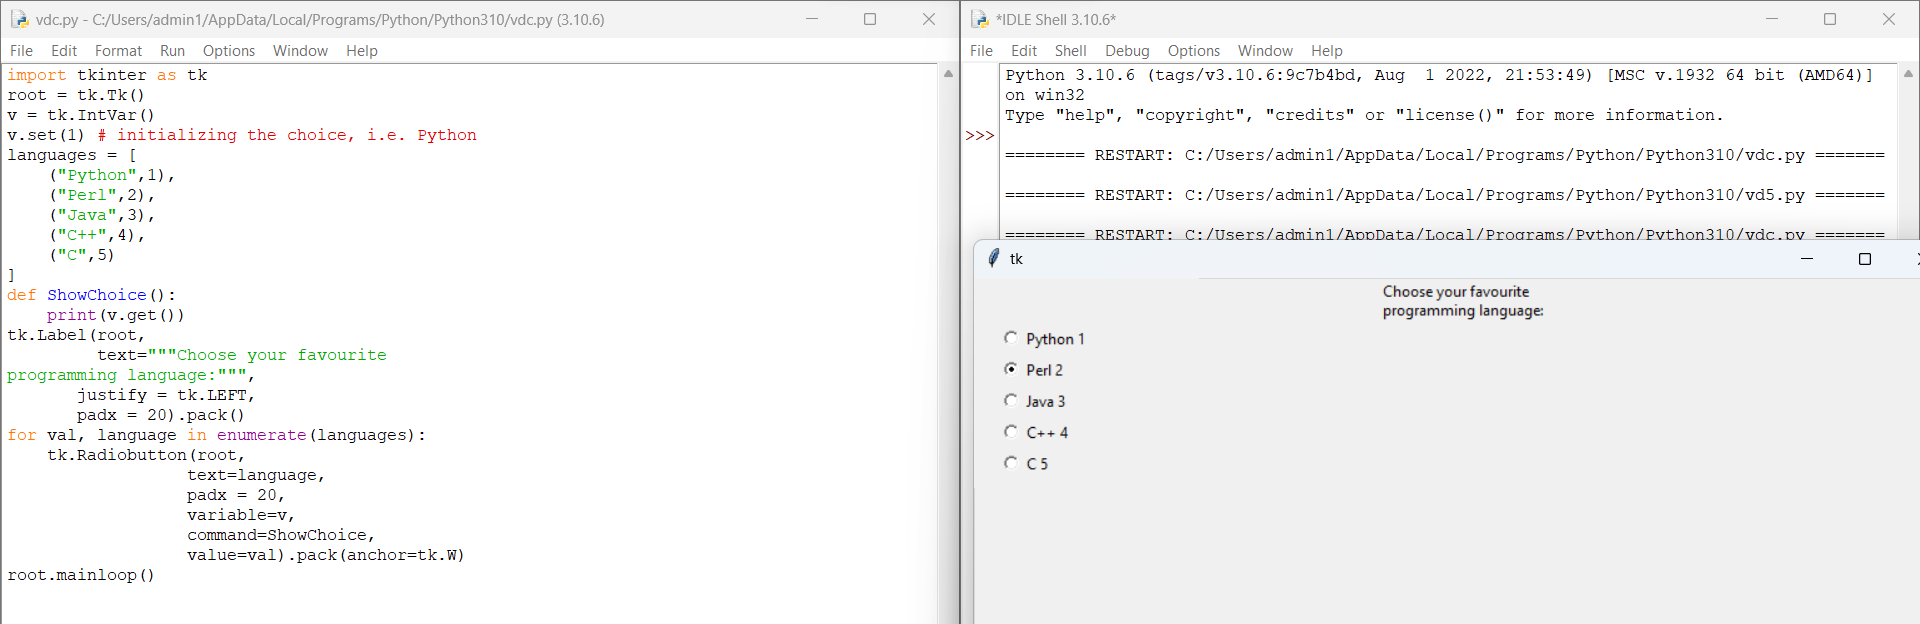 vdc.py - C:/Users/admin1/AppData/Local/Programs/Python/Python310/vdc.py (3.10.6)
File Edit Format Run Options Window Help
import tkinter as tk
root = tk.Tk()
v = tk.IntVar()
v.set(1) # initializing the choice, i.e. Python
languages = [
    ("Python",1),
    ("Perl",2),
    ("Java",3),
    ("C++",4),
    ("C",5)
]
def ShowChoice():
    print(v.get())
tk.Label(root,
         text="""Choose your favourite
programming language:""",
       justify = tk.LEFT,
       padx = 20).pack()
for val, language in enumerate(languages):
    tk.Radiobutton(root,
                  text=language,
                  padx = 20,
                  variable=v,
                  command=ShowChoice,
                  value=val).pack(anchor=tk.W)
root.mainloop()
*IDLE Shell 3.10.6*
File Edit Shell Debug Options Window Help
Python 3.10.6 (tags/v3.10.6:9c7b4bd, Aug  1 2022, 21:53:49) [MSC v.1932 64 bit (AMD64)]
on win32
Type "help", "copyright", "credits" or "license()" for more information.
>>>
======== RESTART: C:/Users/admin1/AppData/Local/Programs/Python/Python310/vdc.py =======
======== RESTART: C:/Users/admin1/AppData/Local/Programs/Python/Python310/vd5.py =======
======== RESTART: C:/Users/admin1/AppData/Local/Programs/Python/Python310/vdc.py =======
tk
Choose your favourite
programming language:
Python 1
Perl 2
Java 3
C++ 4
C 5